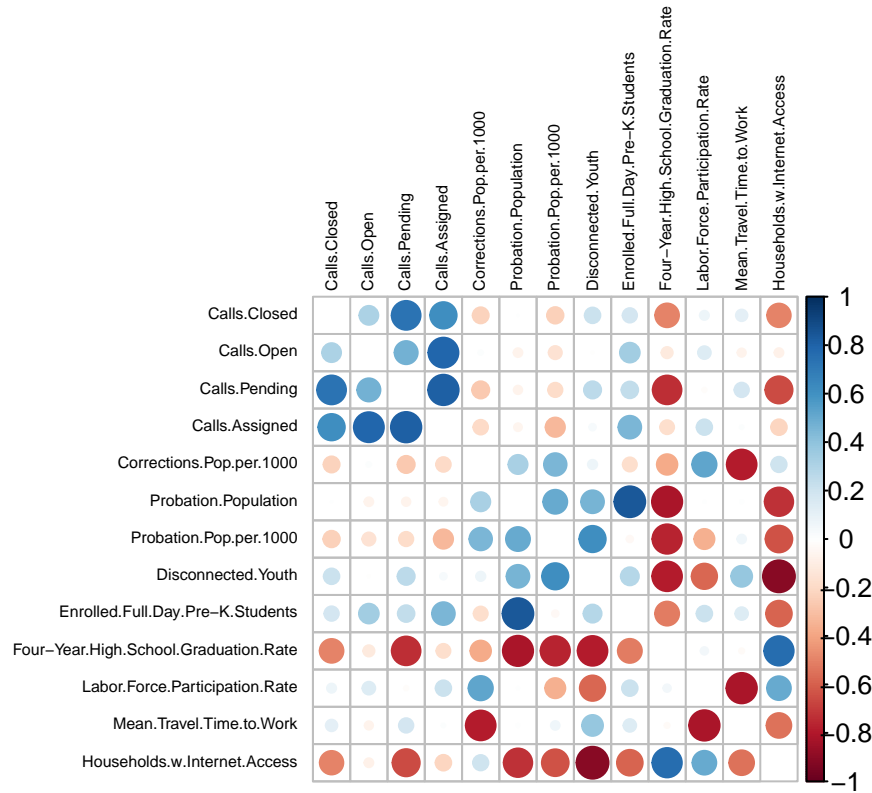 Calls.Closed
Calls.Open
Calls.Pending
Calls.Assigned
Corrections.Pop.per.1000
Probation.Population
Probation.Pop.per.1000
Disconnected.Youth
Enrolled.Full.Day.Pre−K.Students
Four−Year.High.School.Graduation.Rate
Labor.Force.Participation.Rate
Mean.Travel.Time.to.Work
Households.w.Internet.Access
Calls.Closed
Calls.Open
Calls.Pending
Calls.Assigned
Corrections.Pop.per.1000
Probation.Population
Probation.Pop.per.1000
Disconnected.Youth
Enrolled.Full.Day.Pre−K.Students
Four−Year.High.School.Graduation.Rate
Labor.Force.Participation.Rate
Mean.Travel.Time.to.Work
Households.w.Internet.Access
1
0.8
0.6
0.4
0.2
0
−0.2
−0.4
−0.6
−0.8
−1